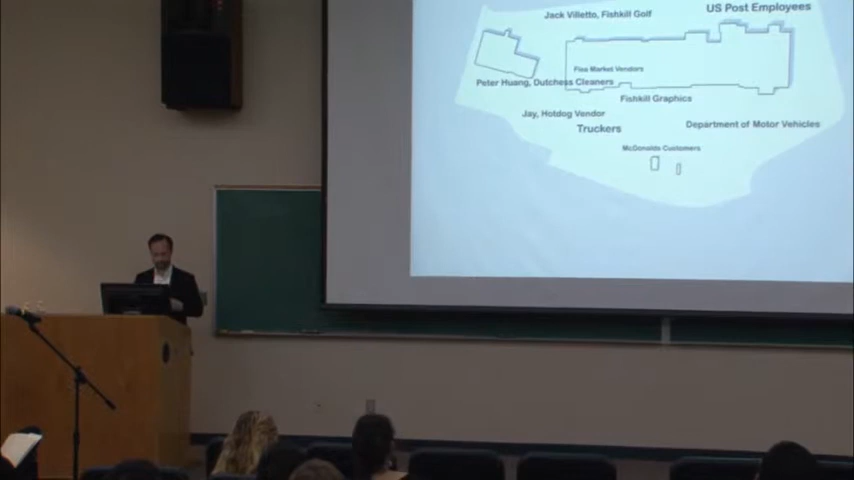 US Post Employees
Jack Villetto, Fishkill Golf
Flea Market Vendors
Peter Huang, Dutchess Cleaners
Fishkill Graphics
Jay, Hotdog Vendor
Truckers
Department of Motor Vehicles
McDonalds Customers